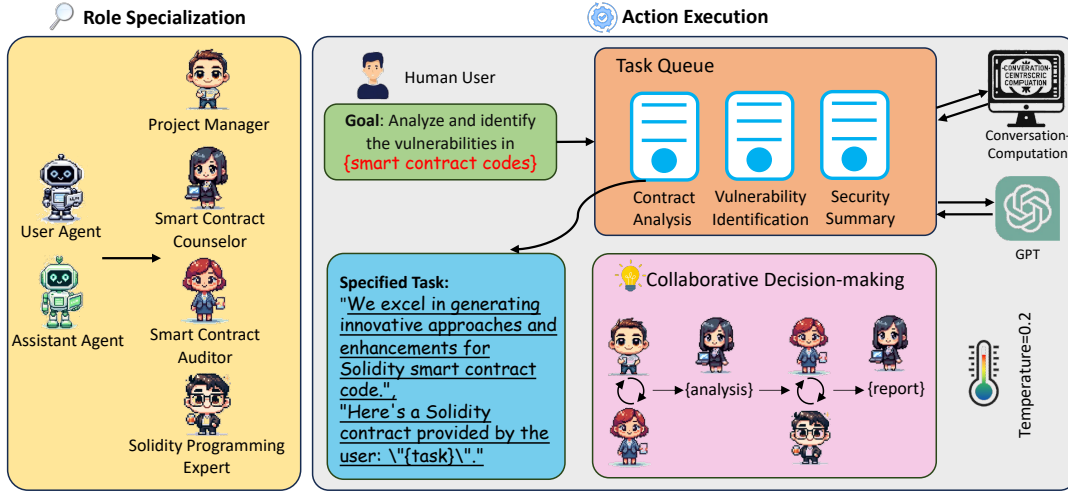 Role Specialization
Action Execution
Project Manager
User Agent
Smart Contract
Counselor
Assistant Agent
Smart Contract
Auditor
Solidity Programming
Expert
Human User
Goal: Analyze and identify
the vulnerabilities in
{smart contract codes}
Task Queue
Contract
Analysis
Vulnerability
Identification
Security
Summary
CONVERATION-
CEINTRSCRIC
COMPUATION
Conversation-
Computation
GPT
Specified Task:
"We excel in generating
innovative approaches and
enhancements for
Solidity smart contract
code.",
"Here's a Solidity
contract provided by the
user: \"{task}\"."
Collaborative Decision-making
{analysis}
{report}
Temperature=0.2